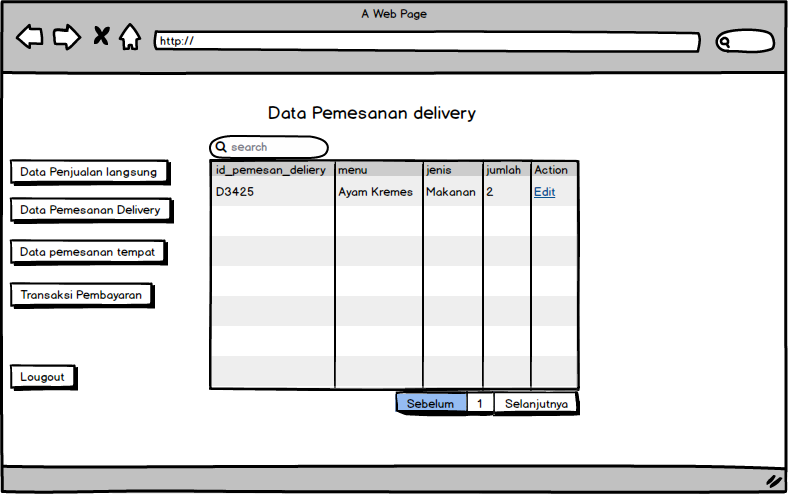 A Web Page
http://
Data Pemesanan delivery
search
Data Penjualan langsung
Data Pemesanan Delivery
Data pemesanan tempat
Transaksi Pembayaran
Lougout
id_pemesan_deliery menu jenis jumlah Action
D3425 Ayam Kremes Makanan 2 Edit
Sebelum 1 Selanjutnya